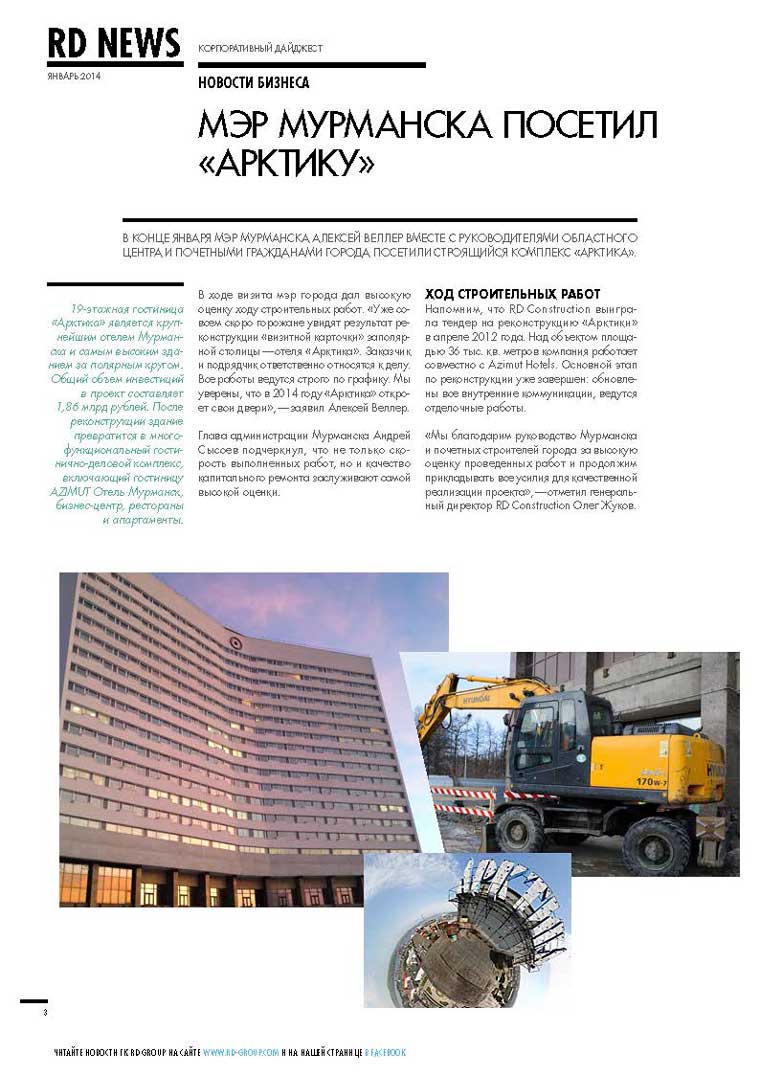 RD NEWS
КОРПОРАТИВНЫЙ ДАЙДЖЕСТ
ЯНВАРЬ 2014
НОВОСТИ БИЗНЕСА
МЭР МУРМАНСКА ПОСЕТИЛ
«АРКТИКУ»
В КОНЦЕ ЯНВАРЯ МЭР МУРМАНСКА АЛЕКСЕЙ ВЕЛЛЕР ВМЕСТЕ С РУКОВОДИТЕЛЯМИ ОБЛАСТНОГО
ЦЕНТРА И ПОЧЕТНЫМИ ГРАЖДАНАМИ ГОРОДА ПОСЕТИЛИ СТРОЯЩИЙСЯ КОМПЛЕКС «АРКТИКА».
19-этажная гостиница
«Арктика» является круп-
нейшим отелем Мурман-
ска и самым высоким зда-
нием за полярным кругом.
Общий объем инвестиций
в проект составляет
1,86 млрд рублей. После
реконструкции здание
превратится в много-
функциональный гости-
нично-деловой комплекс,
включающий гостиницу
AZIMUT Отель Мурманск,
бизнес-центр, рестораны
и апартаменты.
В ходе визита мэр города дал высокую
оценку ходу строительных работ. «Уже со-
всем скоро горожане увидят результат ре-
конструкции «визитной карточки» заполяр-
ной столицы — отеля «Арктика». Заказчик
и подрядчик ответственно относятся к делу.
Все работы ведутся строго по графику. Мы
уверены, что в 2014 году «Арктика» откро-
ет свои двери», — заявил Алексей Веллер.
Глава администрации Мурманска Андрей
Сысоев подчеркнул, что не только ско-
рость выполненных работ, но и качество
капитального ремонта заслуживают самой
высокой оценки.
ХОД СТРОИТЕЛЬНЫХ РАБОТ
Напомним, что RD Construction выигра-
ла тендер на реконструкцию «Арктики»
в апреле 2012 года. Над объектом площа-
дью 36 тыс. кв. метров компания работает
совместно с Azimut Hotels. Основной этап
по реконструкции уже завершен: обновле-
ны все внутренние коммуникации, ведутся
отделочные работы.
«Мы благодарим руководство Мурманска
и почетных строителей города за высокую
оценку проведенных работ и продолжим
прикладывать все усилия для качественной
реализации проекта», — отметил генераль-
ный директор RD Construction Олег Жуков.
HYUNDAI
HYUN
170W-7
АРКТИКА
3
ЧИТАЙТЕ НОВОСТИ ГК RD GROUP НА САЙТЕ WWW.RD-GROUP.COM И НА НАШЕЙ СТРАНИЦЕ В FACEBOOK